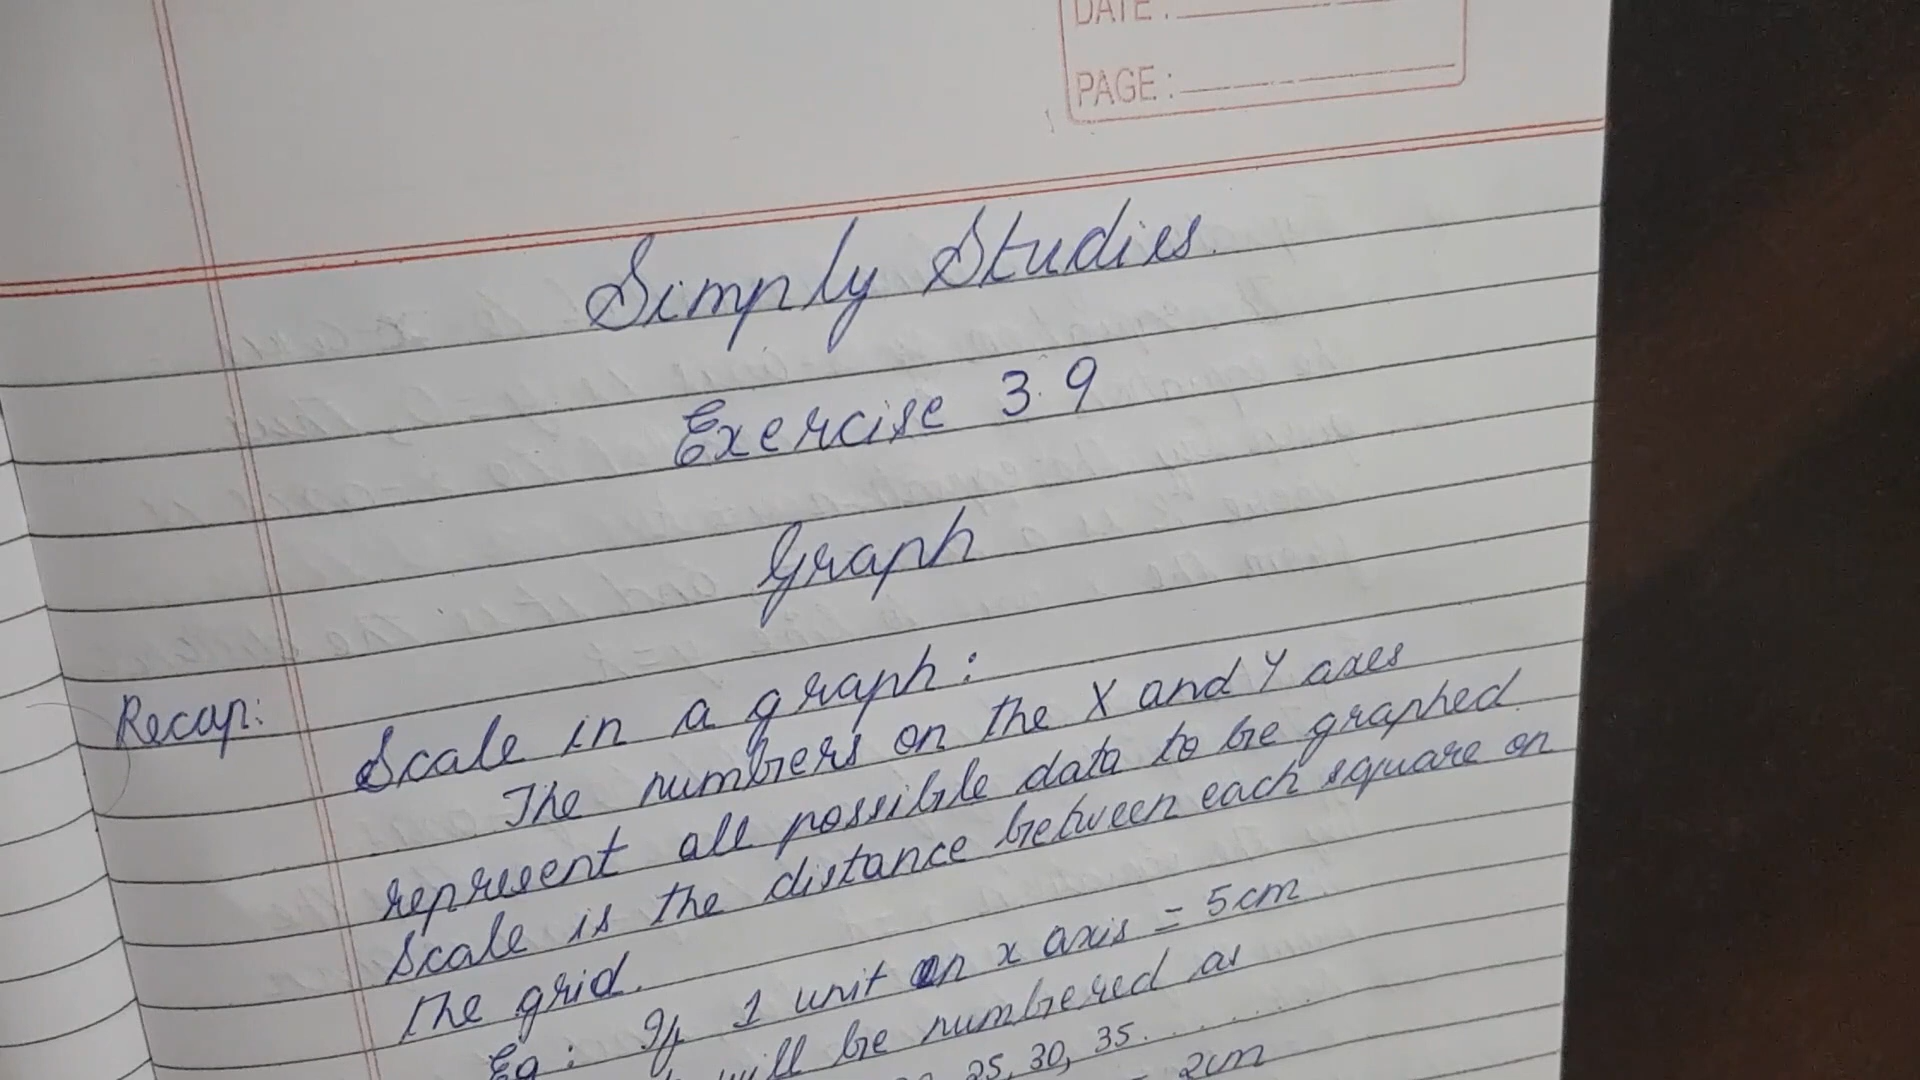 DATE :
PAGE :
Simply Studies.
Exercise 3.9
Graph
Recap:
Scale in a graph:
The numbers on the X and Y axes
represent all possible data to be graphed.
Scale is the distance between each square on
the grid.
Eg: If 1 unit on x axis = 5cm
will be numbered as
25, 30, 35.......
2cm